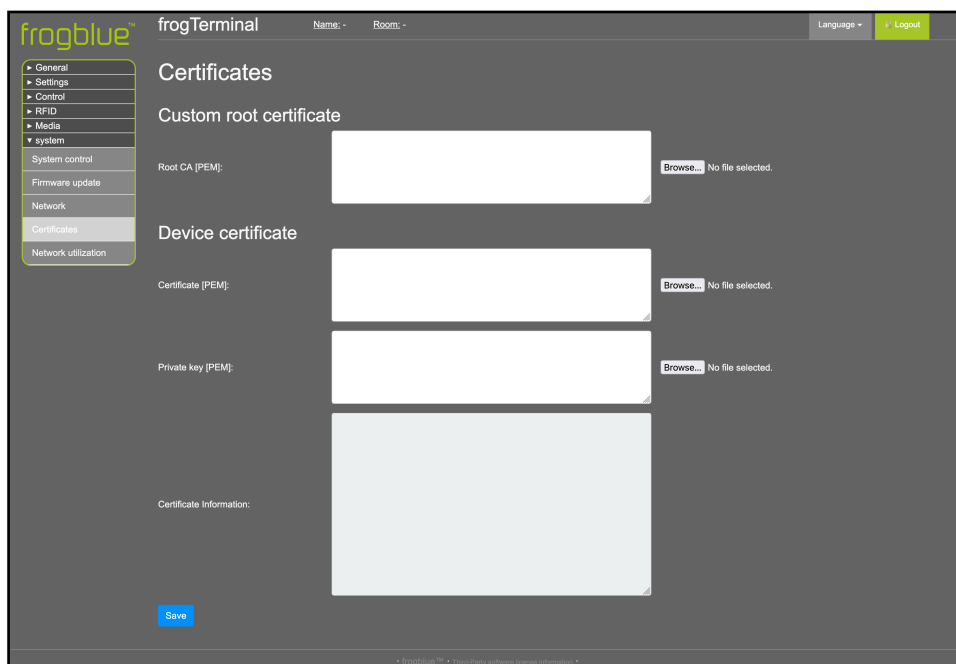 frogblue™
frogTerminal
Name: -
Room: -
Language
Logout
► General
► Settings
► Control
► RFID
► Media
▼ system
System control
Firmware update
Network
Certificates
Network utilization
Certificates
Custom root certificate
Root CA [PEM]:
Browse... No file selected.
Device certificate
Certificate [PEM]:
Browse... No file selected.
Private key [PEM]:
Browse... No file selected.
Certificate Information:
Save
• frogblue™ • Third-Party software license information •